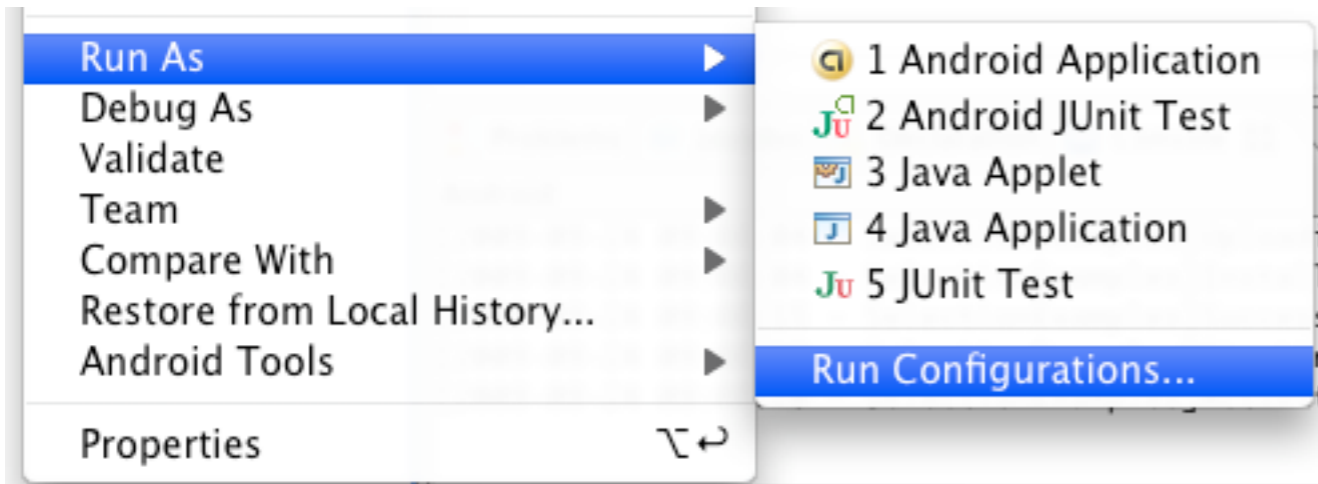 Run As
Debug As
Validate
Team
Compare With
Restore from Local History...
Android Tools
Properties ⌥↩
1 Android Application
2 Android JUnit Test
3 Java Applet
4 Java Application
5 JUnit Test
Run Configurations...